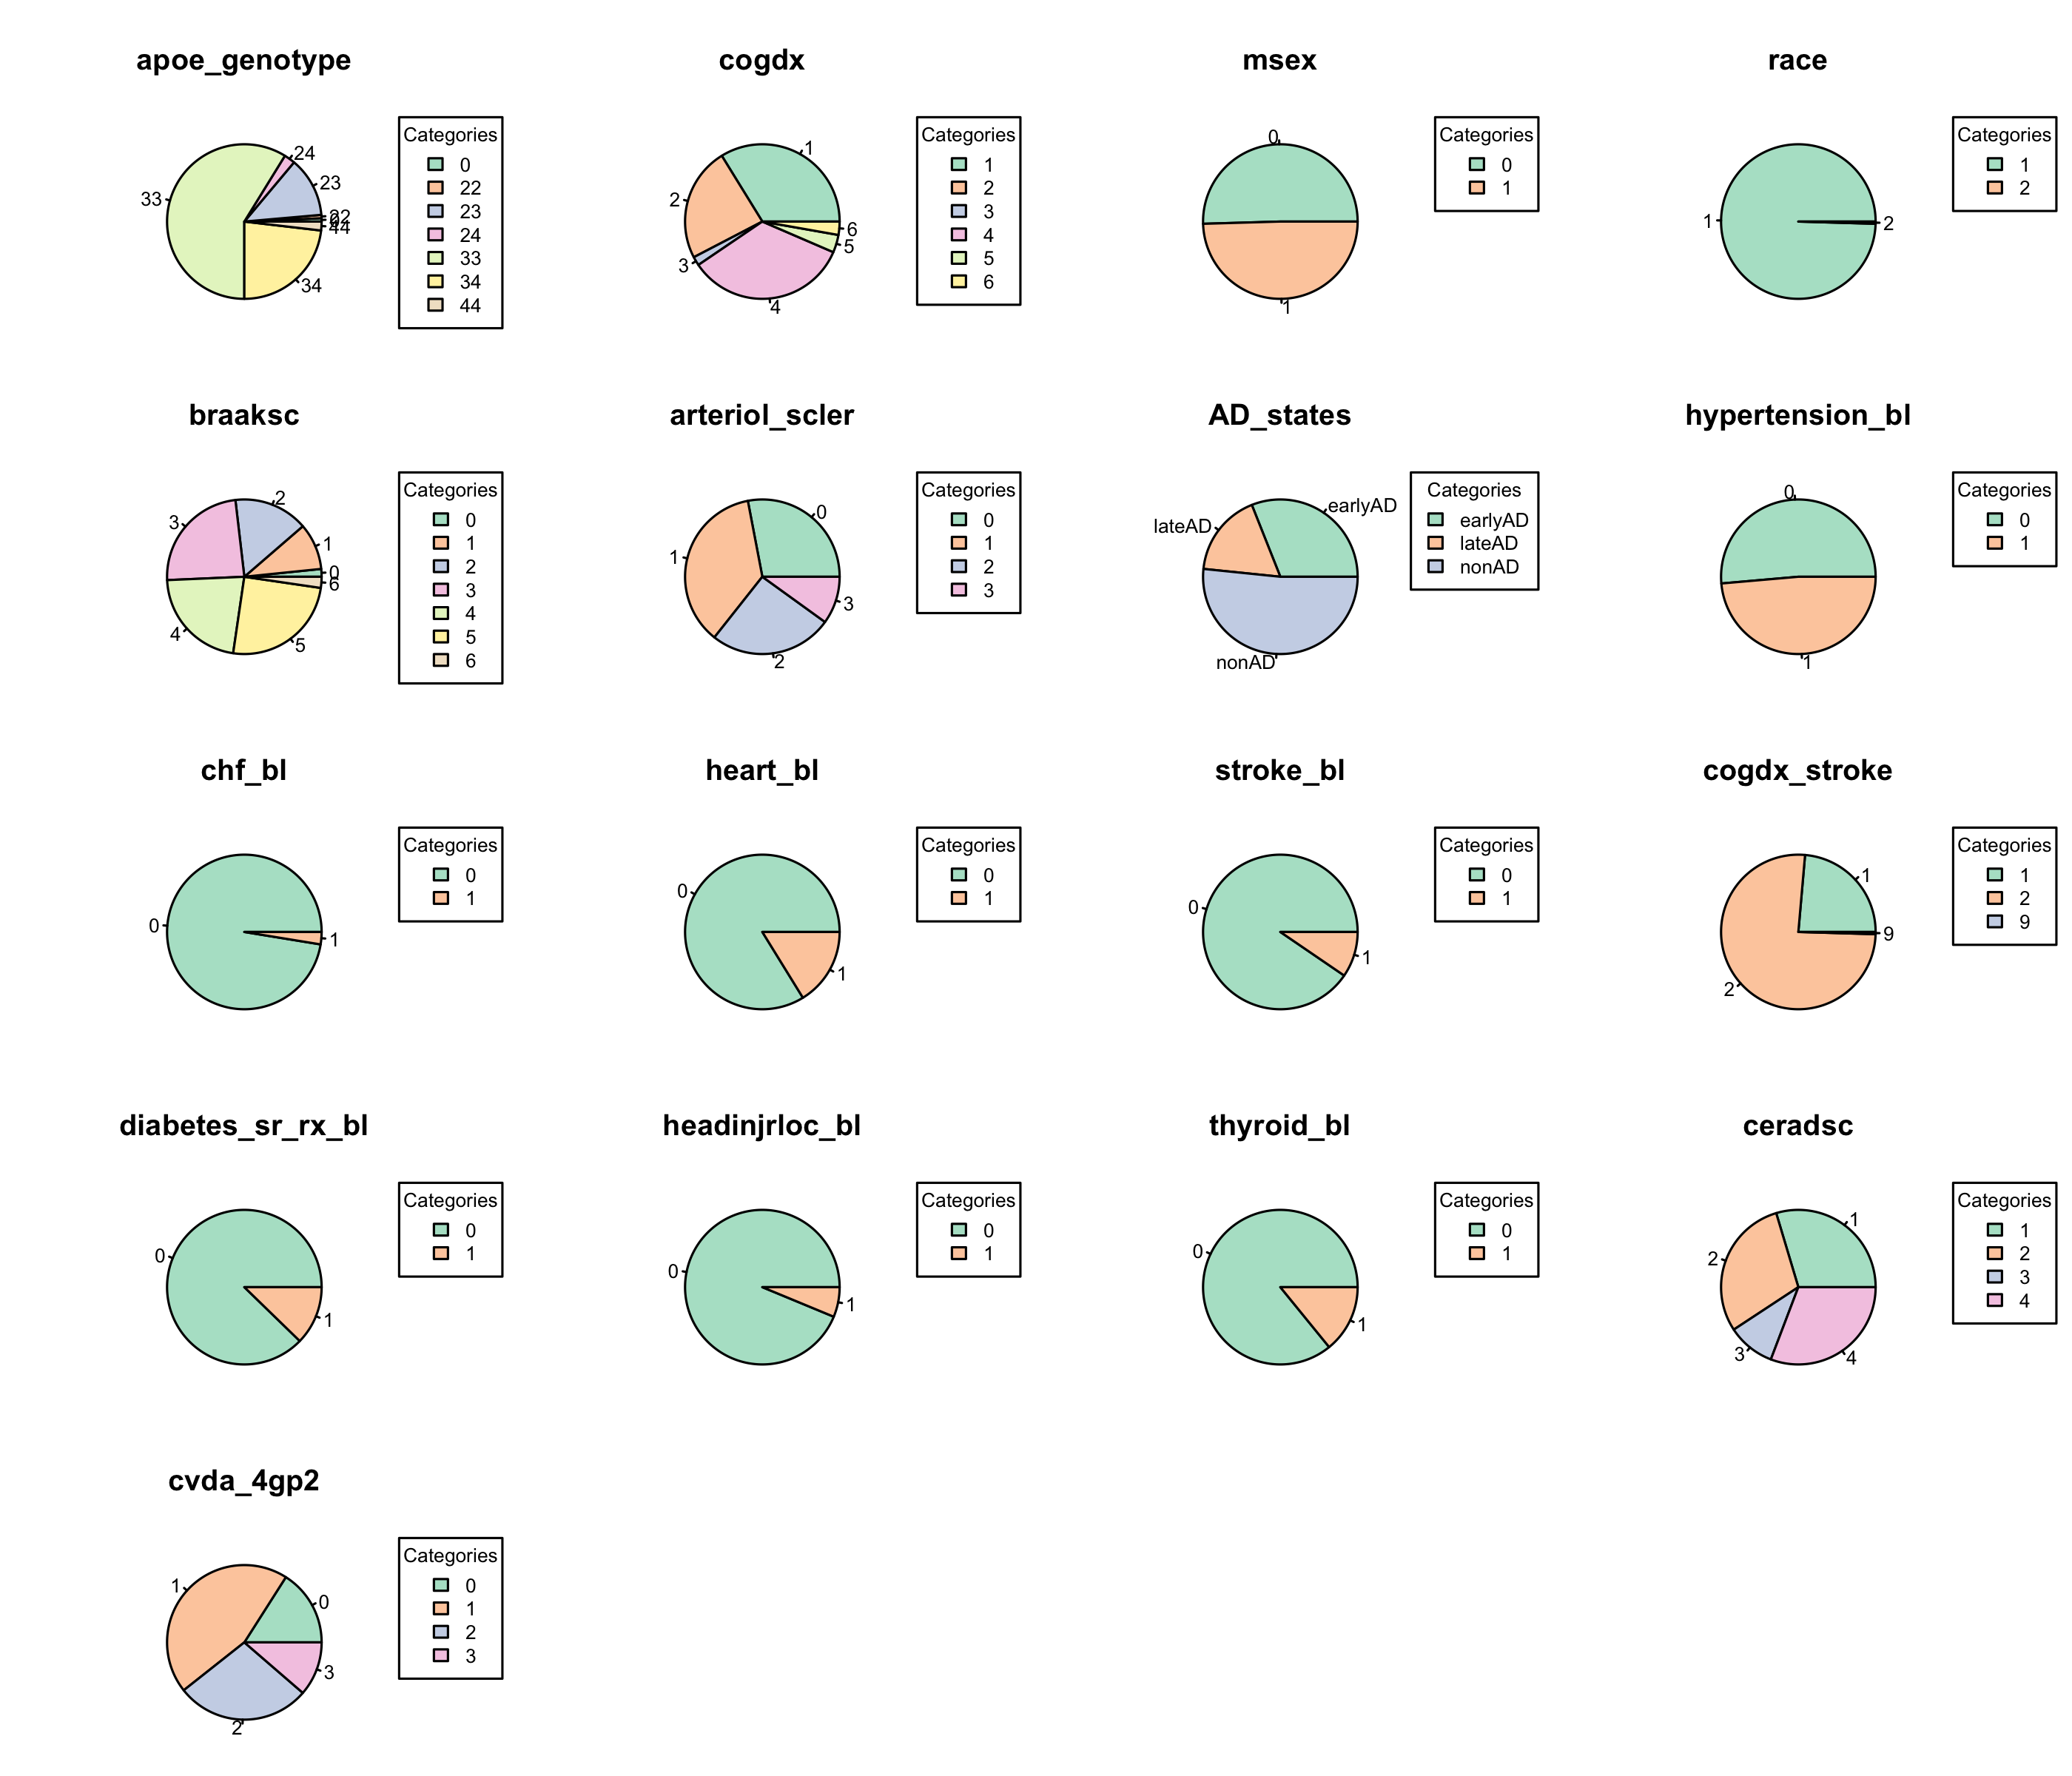 apoe_genotype
33
24
23
22
44
34
Categories
0
22
23
24
33
34
44
cogdx
1
2
3
4
5
6
Categories
1
2
3
4
5
6
msex
0
1
Categories
0
1
race
1
2
Categories
1
2
braaksc
0
1
2
3
4
5
6
Categories
0
1
2
3
4
5
6
arteriol_scler
0
1
2
3
Categories
0
1
2
3
AD_states
earlyAD
lateAD
nonAD
Categories
earlyAD
lateAD
nonAD
hypertension_bl
0
1
Categories
0
1
chf_bl
0
1
Categories
0
1
heart_bl
0
1
Categories
0
1
stroke_bl
0
1
Categories
0
1
cogdx_stroke
1
2
9
Categories
1
2
9
diabetes_sr_rx_bl
0
1
Categories
0
1
headinjrloc_bl
0
1
Categories
0
1
thyroid_bl
0
1
Categories
0
1
ceradsc
1
2
3
4
Categories
1
2
3
4
cvda_4gp2
0
1
2
3
Categories
0
1
2
3